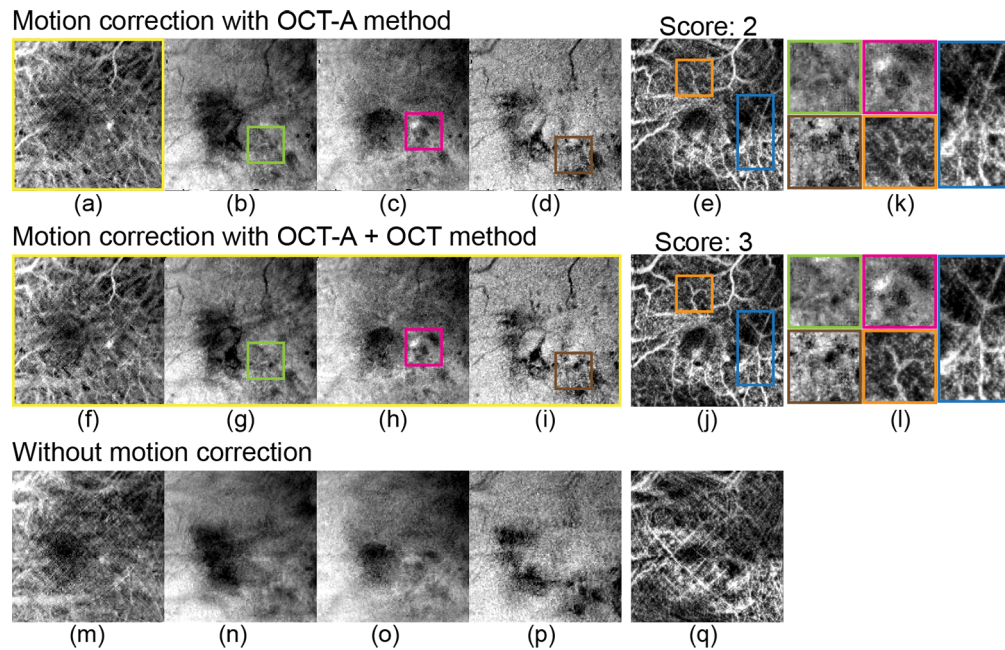 Motion correction with OCT-A method
Score: 2
(a) (b) (c) (d) (e) (k)
Motion correction with OCT-A + OCT method
Score: 3
(f) (g) (h) (i) (j) (l)
Without motion correction
(m) (n) (o) (p) (q)